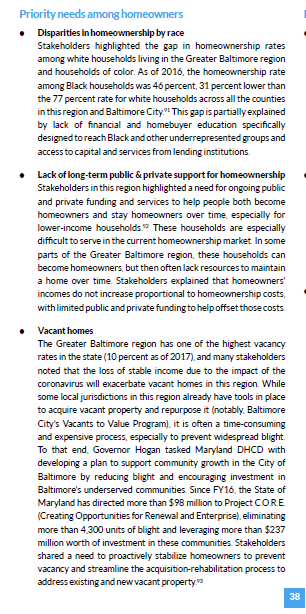 Priority needs among homeowners
● Disparities in homeownership by race
Stakeholders highlighted the gap in homeownership rates
among white households living in the Greater Baltimore region
and households of color. As of 2016, the homeownership rate
among Black households was 46 percent, 31 percent lower than
the 77 percent rate for white households across all the counties
in this region and Baltimore City.⁹¹ This gap is partially explained
by lack of financial and homebuyer education specifically
designed to reach Black and other underrepresented groups and
access to capital and services from lending institutions.
● Lack of long-term public & private support for homeownership
Stakeholders in this region highlighted a need for ongoing public
and private funding and services to help people both become
homeowners and stay homeowners over time, especially for
lower-income households.⁹² These households are especially
difficult to serve in the current homeownership market. In some
parts of the Greater Baltimore region, these households can
become homeowners, but then often lack resources to maintain
a home over time. Stakeholders explained that homeowners'
incomes do not increase proportional to homeownership costs,
with limited public and private funding to help offset those costs.
● Vacant homes
The Greater Baltimore region has one of the highest vacancy
rates in the state (10 percent as of 2017), and many stakeholders
noted that the loss of stable income due to the impact of the
coronavirus will exacerbate vacant homes in this region. While
some local jurisdictions in this region already have tools in place
to acquire vacant property and repurpose it (notably, Baltimore
City's Vacants to Value Program), it is often a time-consuming
and expensive process, especially to prevent widespread blight.
To that end, Governor Hogan tasked Maryland DHCD with
developing a plan to support community growth in the City of
Baltimore by reducing blight and encouraging investment in
Baltimore's underserved communities. Since FY16, the State of
Maryland has directed more than $98 million to Project C.O.R.E.
(Creating Opportunities for Renewal and Enterprise), eliminating
more than 4,300 units of blight and leveraging more than $237
million worth of investment in these communities. Stakeholders
shared a need to proactively stabilize homeowners to prevent
vacancy and streamline the acquisition-rehabilitation process to
address existing and new vacant property.⁹³
38